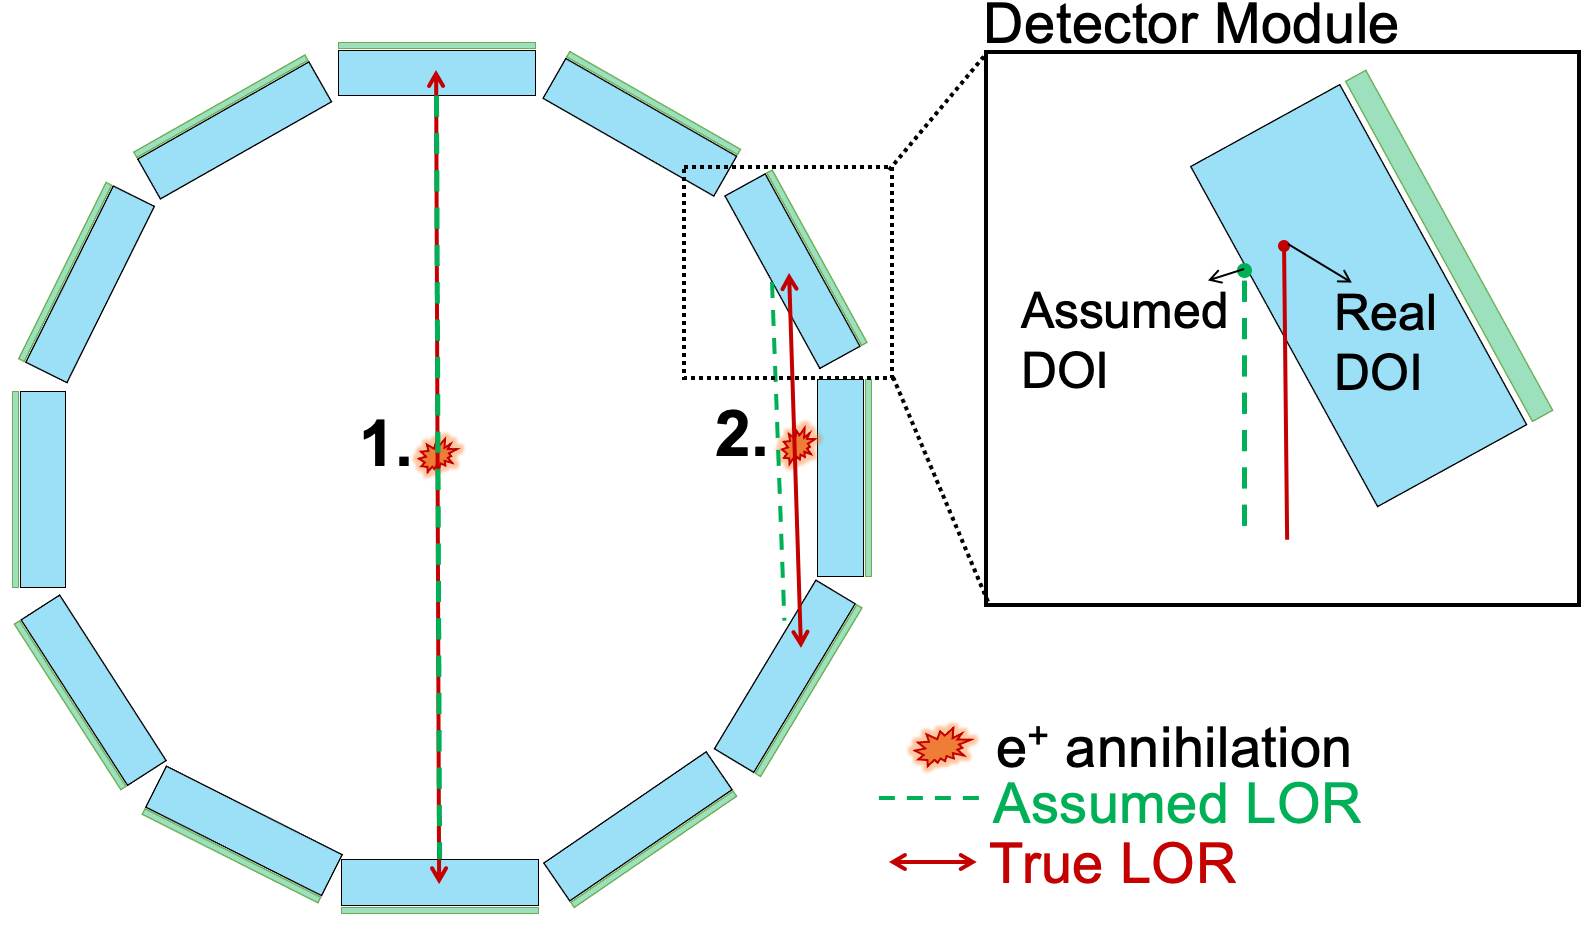 Detector Module
1.
2.
Assumed
DOI
Real
DOI
e⁺ annihilation
Assumed LOR
True LOR